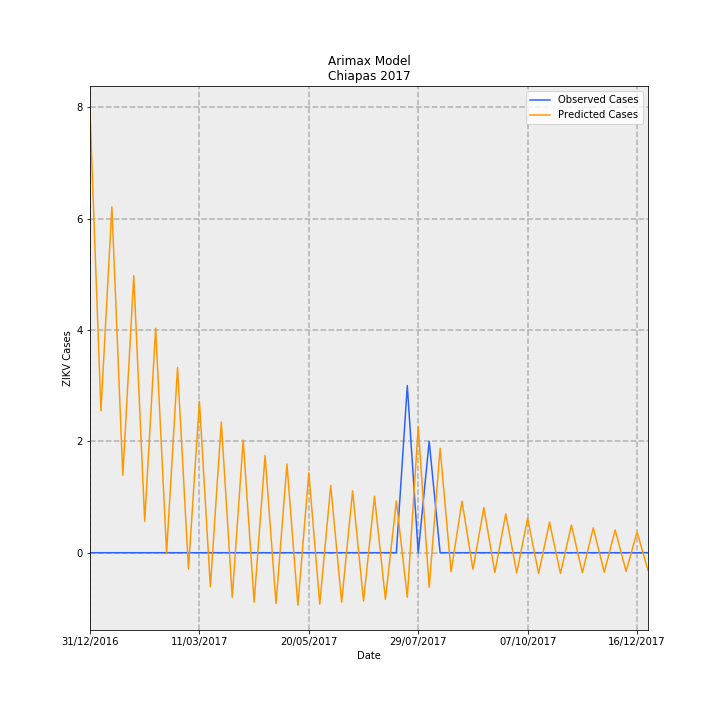 Arimax Model
Chiapas 2017
Observed Cases
Predicted Cases
8
6
4
2
0
ZIKV Cases
31/12/2016
11/03/2017
20/05/2017
29/07/2017
07/10/2017
16/12/2017
Date